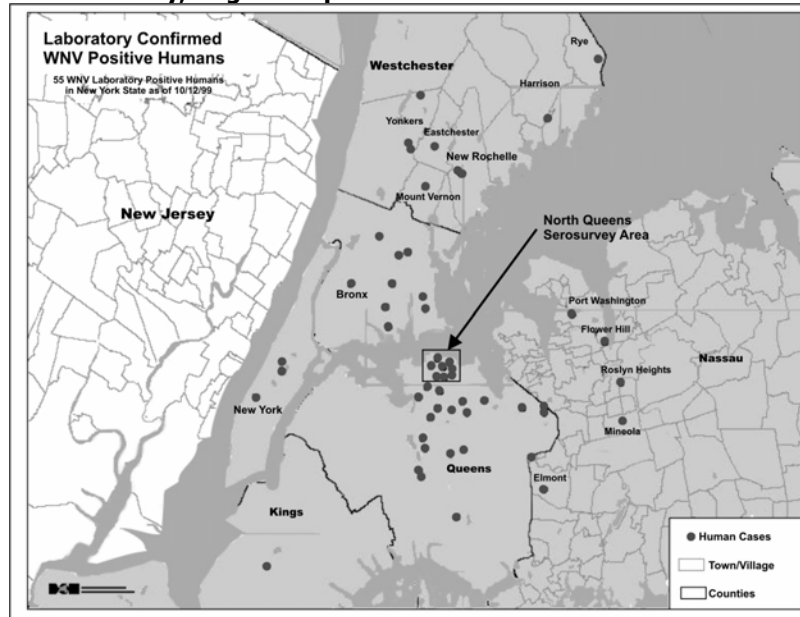 Laboratory Confirmed
WNV Positive Humans
55 WNV Laboratory Positive Humans
in New York State as of 10/12/99
Rye
Westchester
Harrison
Yonkers
Eastchester
New Rochelle
Mount Vernon
New Jersey
North Queens
Serosurvey Area
Bronx
Port Washington
Flower Hill
Nassau
Roslyn Heights
New York
Mineola
Queens
Elmont
Kings
Human Cases
Town/Village
Counties